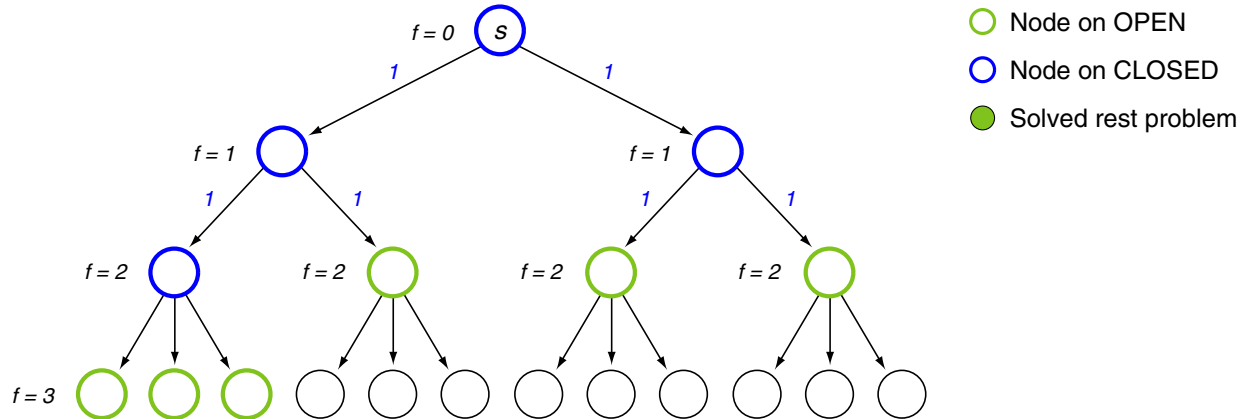 f = 0
s
Node on OPEN
1
1
Node on CLOSED
Solved rest problem
f = 1
f = 1
1
1
1
1
f = 2
f = 2
f = 2
f = 2
f = 3